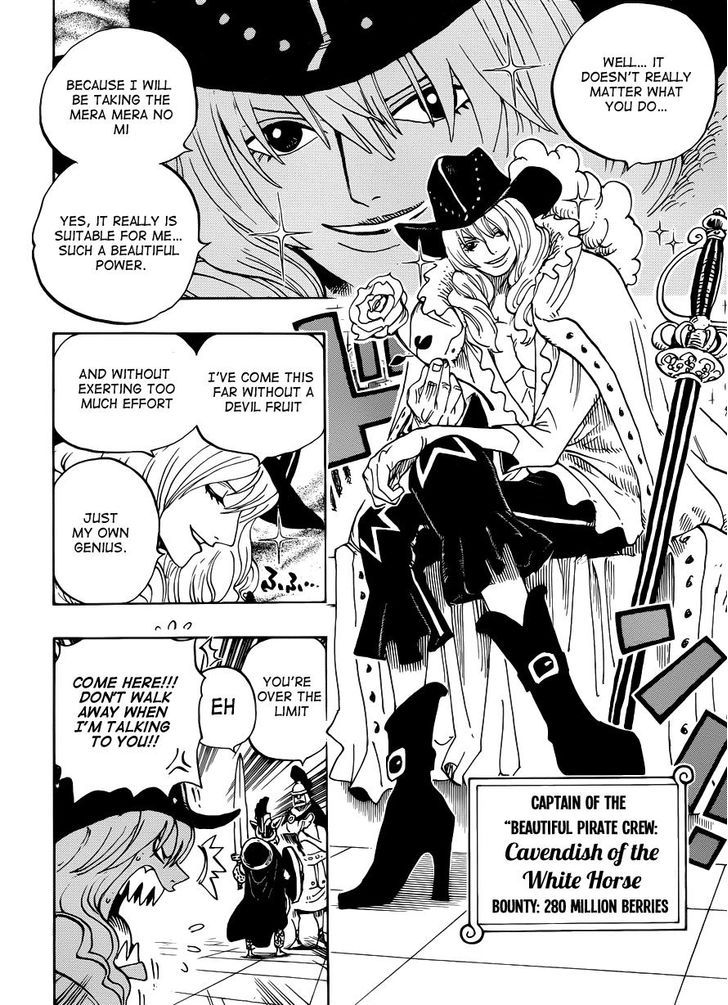 WELL... IT
DOESN'T REALLY
MATTER WHAT
YOU DO...
BECAUSE I WILL
BE TAKING THE
MERA MERA NO
MI
YES, IT REALLY IS
SUITABLE FOR ME...
SUCH A BEAUTIFUL
POWER.
CAPTAIN OF THE
"BEAUTIFUL PIRATE CREW:
Cavendish of the
White Horse
BOUNTY: 280 MILLION BERRIES
I'VE COME THIS
FAR WITHOUT A
DEVIL FRUIT
AND WITHOUT
EXERTING TOO
MUCH EFFORT
JUST
MY OWN
GENIUS.
ふふ...
YOU'RE
OVER THE
LIMIT
EH
COME HERE!!!
DON'T WALK
AWAY WHEN
I'M TALKING
TO YOU!!